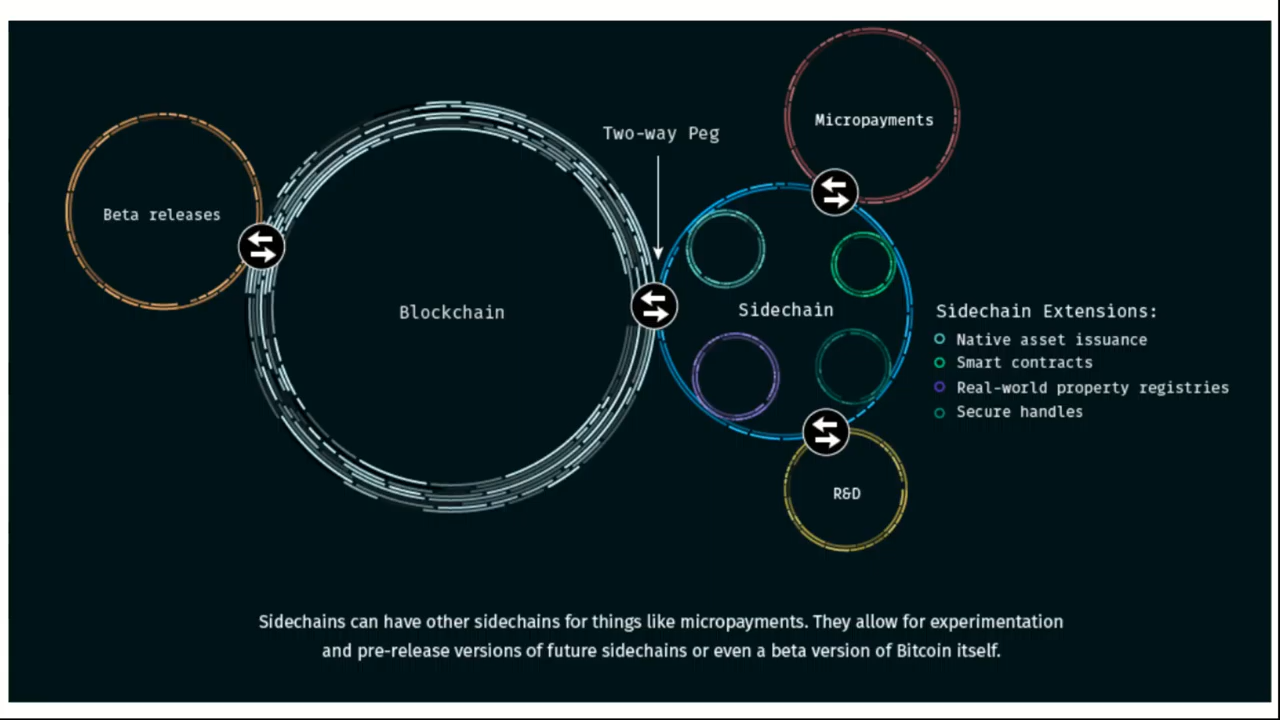 Micropayments
Two-way Peg
Beta releases
Blockchain
Sidechain
Sidechain Extensions:
Native asset issuance
Smart contracts
Real-world property registries
Secure handles
R&D
Sidechains can have other sidechains for things like micropayments. They allow for experimentation
and pre-release versions of future sidechains or even a beta version of Bitcoin itself.